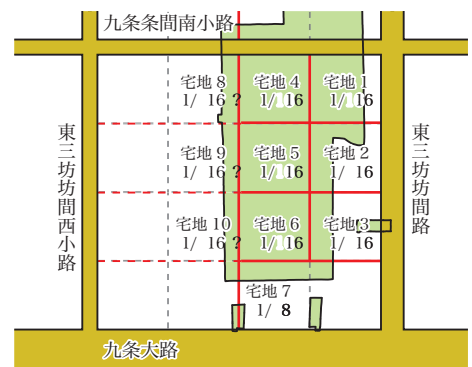 九条条間南小路
宅地 8
1/ 16 ?
宅地 4
1/ 16
宅地 1
1/ 16
宅地 9
1/ 16 ?
宅地 5
1/ 16
宅地 2
1/ 16
宅地 10
1/ 16 ?
宅地 6
1/ 16
宅地 3
1/ 16
宅地 7
1/ 8
東三坊坊間西小路
東三坊坊間路
九条大路